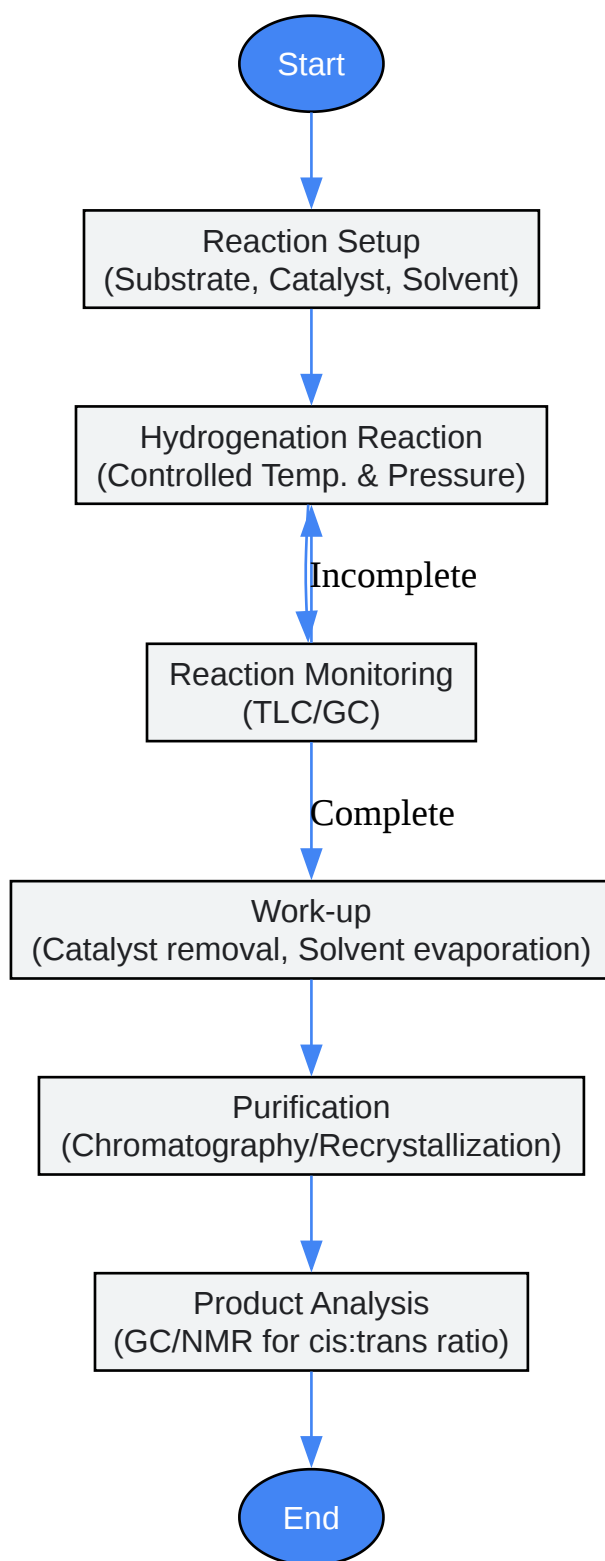 Start
Reaction Setup
(Substrate, Catalyst, Solvent)
Hydrogenation Reaction
(Controlled Temp. & Pressure)
Incomplete
Reaction Monitoring
(TLC/GC)
Complete
Work-up
(Catalyst removal, Solvent evaporation)
Purification
(Chromatography/Recrystallization)
Product Analysis
(GC/NMR for cis:trans ratio)
End